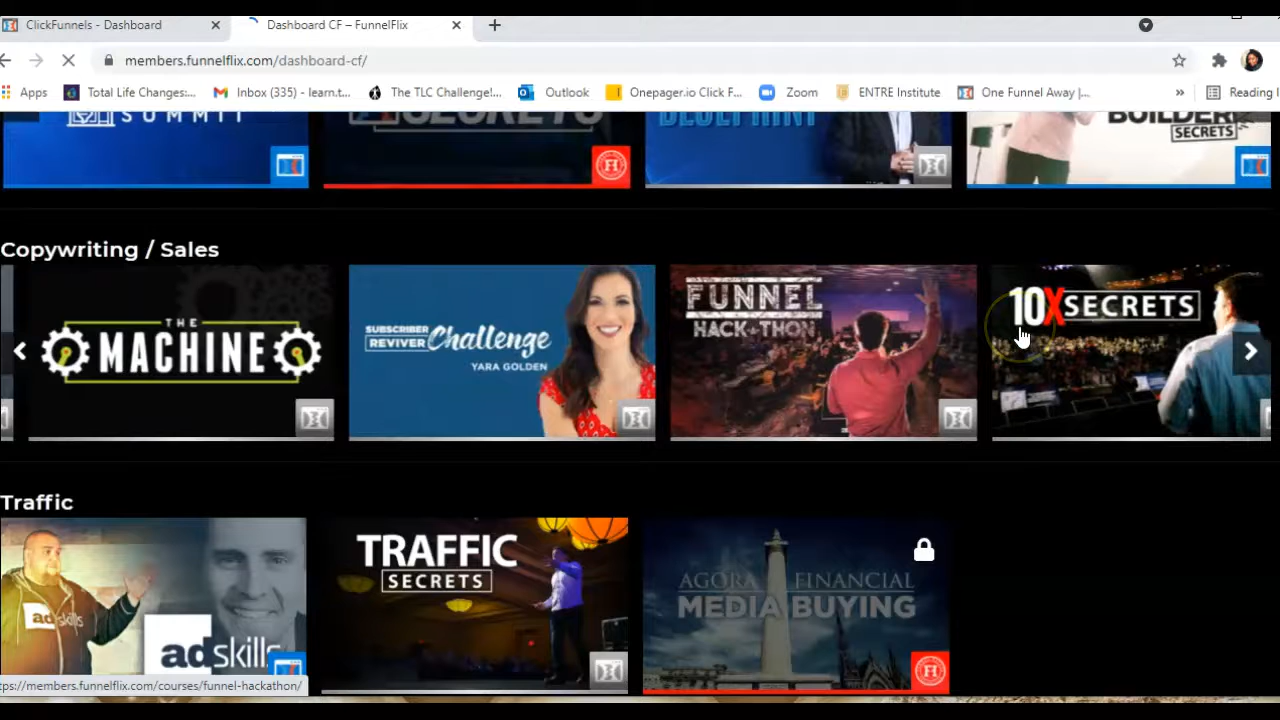 ClickFunnels - Dashboard
Dashboard CF – FunnelFlix
members.funnelflix.com/dashboard-cf/
Apps
Total Life Changes:...
Inbox (335) - learn.t...
The TLC Challenge!...
Outlook
Onepager.io Click F...
Zoom
ENTRE Institute
One Funnel Away |...
»
Reading l
SUMMIT
SECRETS
BLUEPRINT
BUILDER
SECRETS
Copywriting / Sales
THE
MACHINE
SUBSCRIBER
REVIVER
Challenge
YARA GOLDEN
FUNNEL
HACK-A-THON
10XSECRETS
Traffic
adskills
adskills.
TRAFFIC
SECRETS
AGORA FINANCIAL
MEDIA BUYING
tps://members.funnelflix.com/courses/funnel-hackathon/